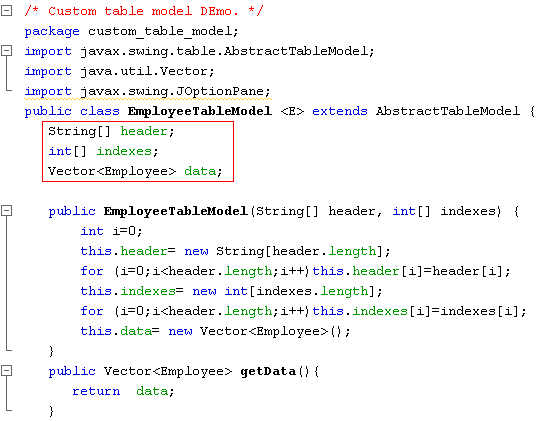 /* Custom table model DEmo. */
package custom_table_model;
import javax.swing.table.AbstractTableModel;
import java.util.Vector;
import javax.swing.JOptionPane;
public class EmployeeTableModel <E> extends AbstractTableModel {
String[] header;
int[] indexes;
Vector<Employee> data;
public EmployeeTableModel(String[] header, int[] indexes) {
int i=0;
this.header= new String[header.length];
for (i=0;i<header.length;i++)this.header[i]=header[i];
this.indexes= new int[indexes.length];
for (i=0;i<header.length;i++)this.indexes[i]=indexes[i];
this.data= new Vector<Employee>();
}
public Vector<Employee> getData(){
return  data;
}